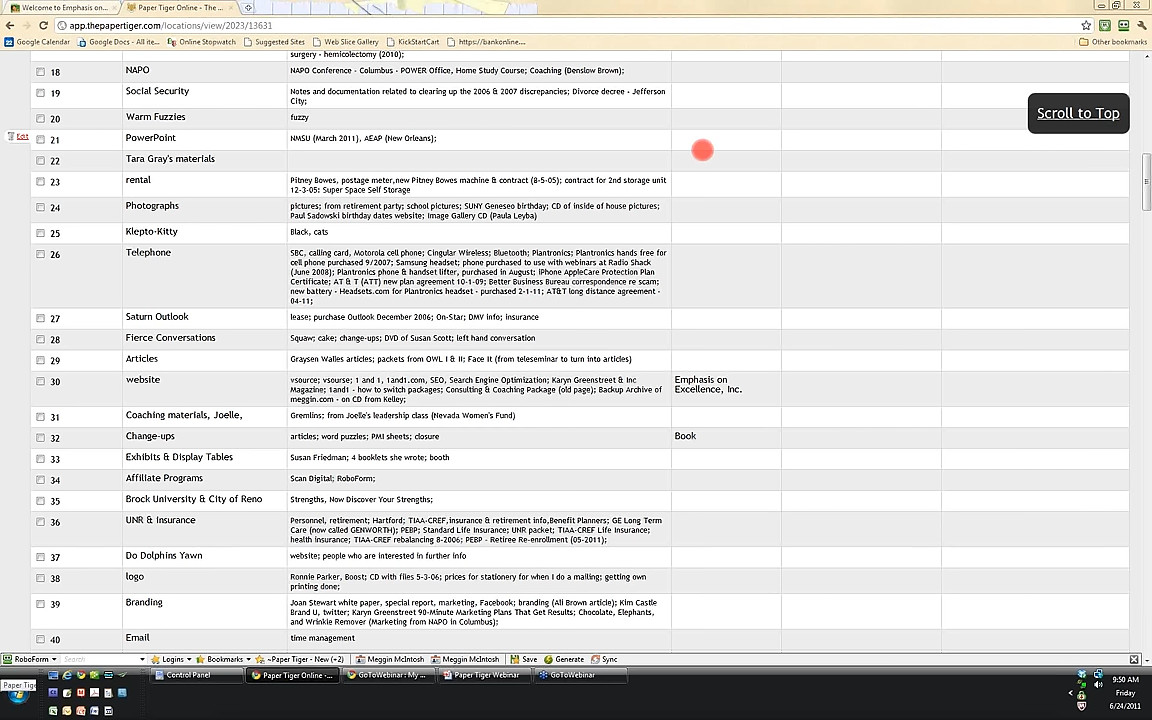 Welcome to Emphasis on
Paper Tiger Online - The ...
app.thepapertiger.com/locations/view/2023/13631
Google Calendar
Google Docs - All ite...
Online Stopwatch
Suggested Sites
Web Slice Gallery
KickStartCart
https://bankonline....
Other bookmarks
surgery - hemicolectomy (2010);
18 NAPO NAPO Conference - Columbus - POWER Office, Home Study Course; Coaching (Denslow Brown);
19 Social Security Notes and documentation related to clearing up the 2006 & 2007 discrepancies; Divorce decree - Jefferson
City;
Scroll to Top
20 Warm Fuzzies fuzzy
Edit
21 PowerPoint NMSU (March 2011), AEAP (New Orleans);
22 Tara Gray's materials
23 rental Pitney Bowes, postage meter,new Pitney Bowes machine & contract (8-5-05); contract for 2nd storage unit
12-3-05: Super Space Self Storage
24 Photographs pictures; from retirement party; school pictures; SUNY Geneseo birthday; CD of inside of house pictures;
Paul Sadowski birthday dates website; Image Gallery CD (Paula Leyba)
25 Klepto-Kitty Black, cats
26 Telephone SBC, calling card, Motorola cell phone; Cingular Wireless; Bluetooth; Plantronics; Plantronics hands free for
cell phone purchased 9/2007; Samsung headset; phone purchased to use with webinars at Radio Shack
(June 2008); Plantronics phone & handset lifter, purchased in August; iPhone AppleCare Protection Plan
Certificate; AT & T (ATT) new plan agreement 10-1-09; Better Business Bureau correspondence re scam;
new battery - Headsets.com for Plantronics headset - purchased 2-1-11; AT&T long distance agreement -
04-11;
27 Saturn Outlook lease; purchase Outlook December 2006; On-Star; DMV info; insurance
28 Fierce Conversations Squaw; cake; change-ups; DVD of Susan Scott; left hand conversation
29 Articles Graysen Walles articles; packets from OWL I & II; Face It (from teleseminar to turn into articles)
30 website vsource; vsourse; 1 and 1, 1and1.com, SEO, Search Engine Optimization; Karyn Greenstreet & Inc
Magazine; 1and1 - how to switch packages; Consulting & Coaching Package (old page); Backup Archive of
meggin.com - on CD from Kelley;
Emphasis on
Excellence, Inc.
31 Coaching materials, Joelle, Gremlins; from Joelle's leadership class (Nevada Women's Fund)
32 Change-ups articles; word puzzles; PMI sheets; closure Book
33 Exhibits & Display Tables Susan Friedman; 4 booklets she wrote; booth
34 Affiliate Programs Scan Digital; RoboForm;
35 Brock University & City of Reno Strengths, Now Discover Your Strengths;
36 UNR & Insurance Personnel, retirement; Hartford; TIAA-CREF,insurance & retirement info,Benefit Planners; GE Long Term
Care (now called GENWORTH); PEBP; Standard Life Insurance; UNR packet; TIAA-CREF Life Insurance;
health insurance; TIAA-CREF rebalancing 8-2006; PEBP - Retiree Re-enrollment (05-2011);
37 Do Dolphins Yawn website; people who are interested in further info
38 logo Ronnie Parker, Boost; CD with files 5-3-06; prices for stationery for when I do a mailing; getting own
printing done;
39 Branding Joan Stewart white paper, special report, marketing, Facebook; branding (Ali Brown article); Kim Castle
Brand U, twitter; Karyn Greenstreet 90-Minute Marketing Plans That Get Results; Chocolate, Elephants,
and Wrinkle Remover (Marketing from NAPO in Columbus);
40 Email time management
RoboForm Search Logins Bookmarks ~Paper Tiger - New (+2) Meggin McIntosh Meggin McIntosh Save Generate Sync
Control Panel
Paper Tiger Online -...
GoToWebinar: My ...
Paper Tiger Webinar
GoToWebinar
Paper Tige
9:50 AM
Friday
6/24/2011